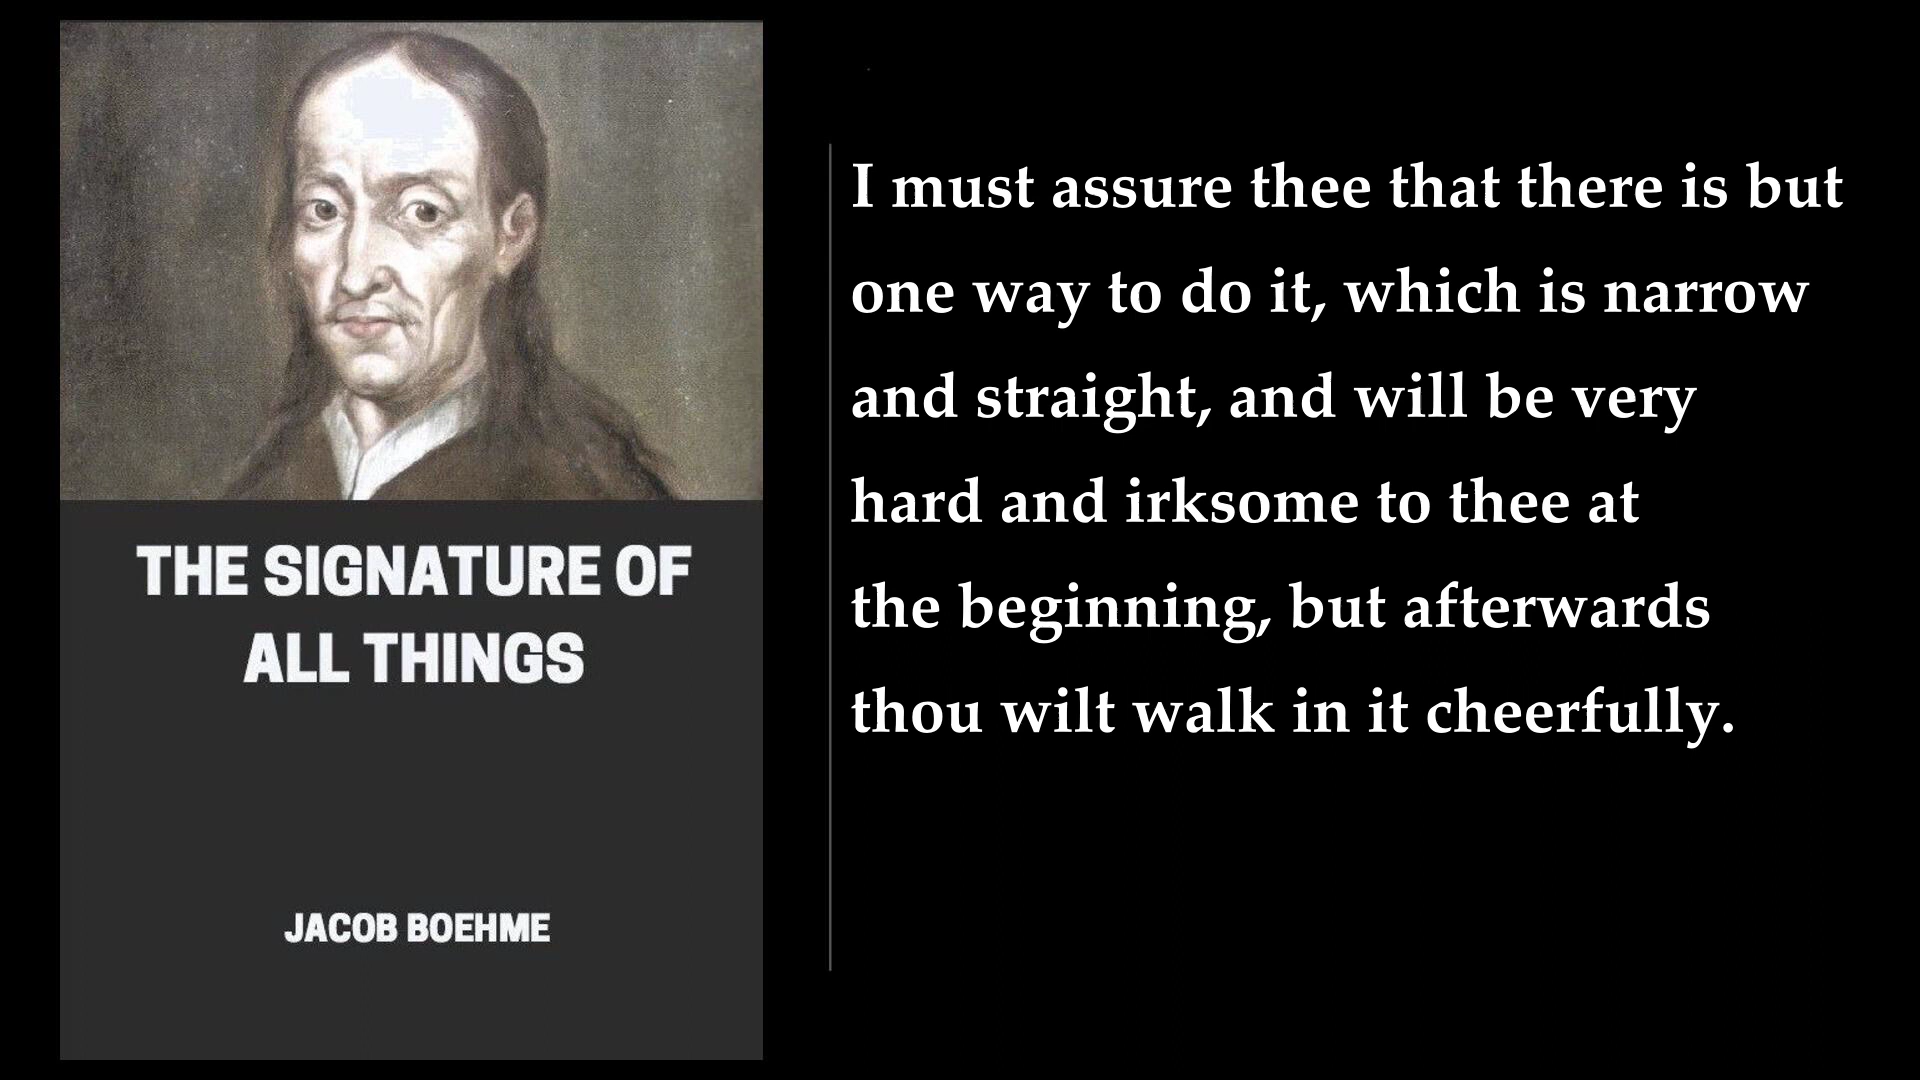 THE SIGNATURE OF
ALL THINGS
JACOB BOEHME
I must assure thee that there is but
one way to do it, which is narrow
and straight, and will be very
hard and irksome to thee at
the beginning, but afterwards
thou wilt walk in it cheerfully.